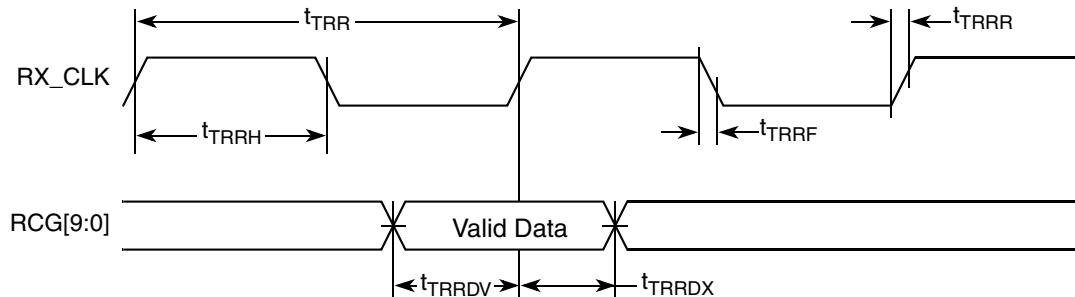 tTRR
tTRRR
RX_CLK
tTRRH
tTRRF
RCG[9:0]
Valid Data
tTRRDV
tTRRDX